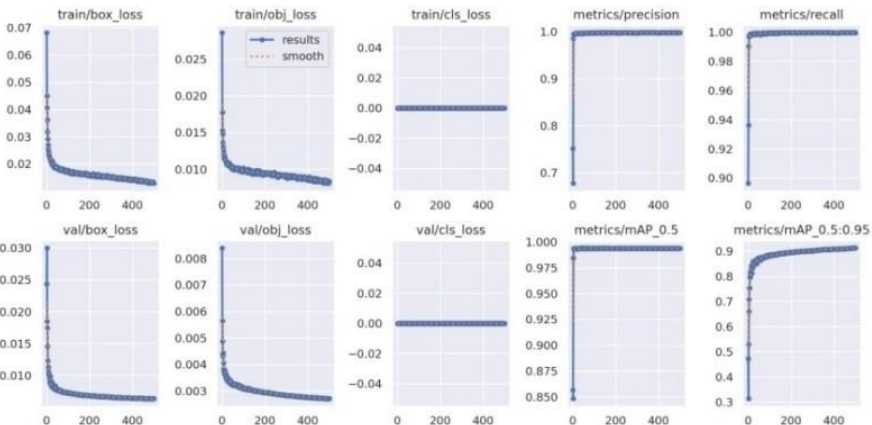 train/box_loss
train/obj_loss
train/cls_loss
metrics/precision
metrics/recall
0.07
0.06
0.05
0.04
0.03
0.02
0 200 400
0.025
0.020
0.015
0.010
results
smooth
0 200 400
0.04
0.02
0.00
−0.02
−0.04
0 200 400
1.0
0.9
0.8
0.7
0 200 400
1.00
0.98
0.96
0.94
0.92
0.90
0 200 400
val/box_loss
val/obj_loss
val/cls_loss
metrics/mAP_0.5
metrics/mAP_0.5:0.95
0.030
0.025
0.020
0.015
0.010
0 200 400
0.008
0.007
0.006
0.005
0.004
0.003
0 200 400
0.04
0.02
0.00
−0.02
−0.04
0 200 400
1.000
0.975
0.950
0.925
0.900
0.875
0.850
0 200 400
0.9
0.8
0.7
0.6
0.5
0.4
0.3
0 200 400